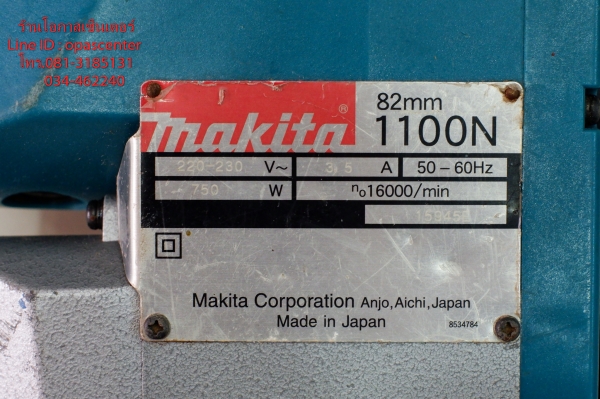 ร้านโอกาสเซ็นเตอร์
Line ID : opascenter
โทร.081-3185131
034-462240
makita ®
82mm
1100N
220-230 V~ 3,5 A 50-60Hz
750 W n₀16000/min
Makita Corporation Anjo, Aichi, Japan
Made in Japan 8534784